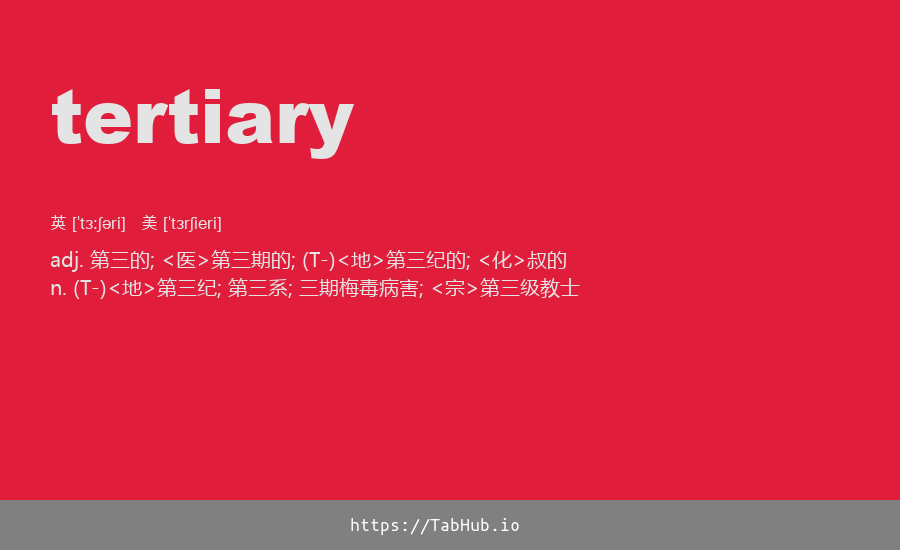 tertiary
英 [ˈtɜːʃəri] 美 [ˈtɜrʃieri]
adj. 第三的; <医>第三期的; (T-)<地>第三纪的; <化>叔的
n. (T-)<地>第三纪; 第三系; 三期梅毒病害; <宗>第三级教士
https://TabHub.io